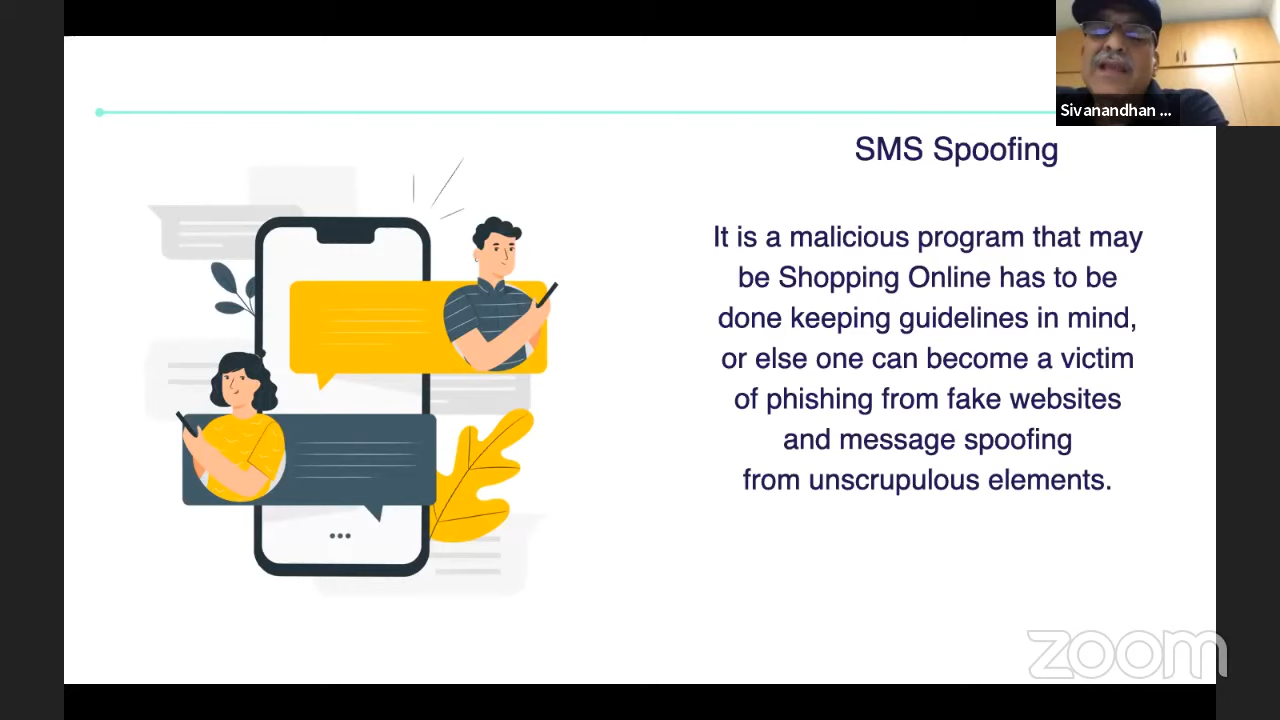 Sivanandhan ...
SMS Spoofing
It is a malicious program that may
be Shopping Online has to be
done keeping guidelines in mind,
or else one can become a victim
of phishing from fake websites
and message spoofing
from unscrupulous elements.
zoom